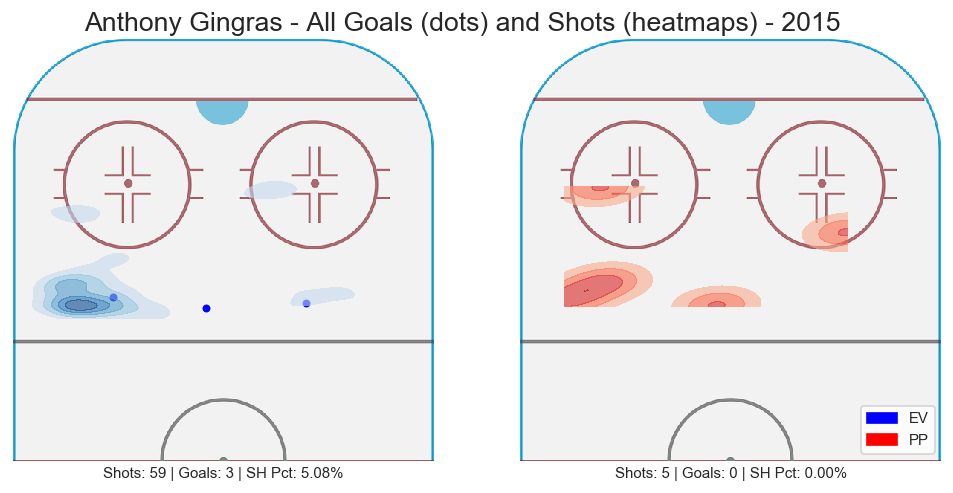 Anthony Gingras - All Goals (dots) and Shots (heatmaps) - 2015
EV
PP
Shots: 59 | Goals: 3 | SH Pct: 5.08%
Shots: 5 | Goals: 0 | SH Pct: 0.00%